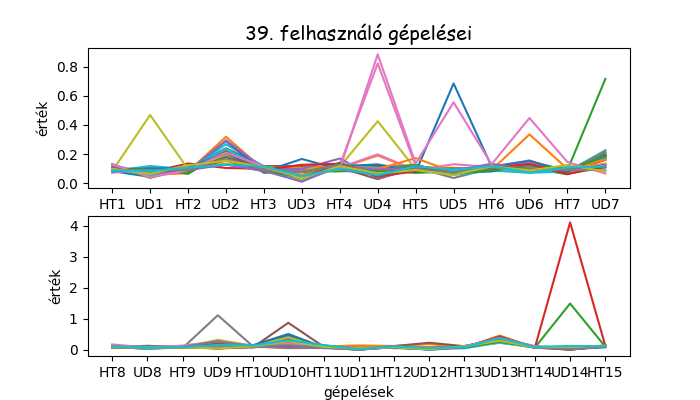 39. felhasználó gépelései
0.8
0.6
érték
0.4
0.2
0.0
HT1 UD1 HT2 UD2 HT3 UD3 HT4 UD4 HT5 UD5 HT6 UD6 HT7 UD7
4
3
érték
2
1
0
HT8 UD8 HT9 UD9 HT10 UD10 HT11 UD11 HT12 UD12 HT13 UD13 HT14 UD14 HT15
gépelések